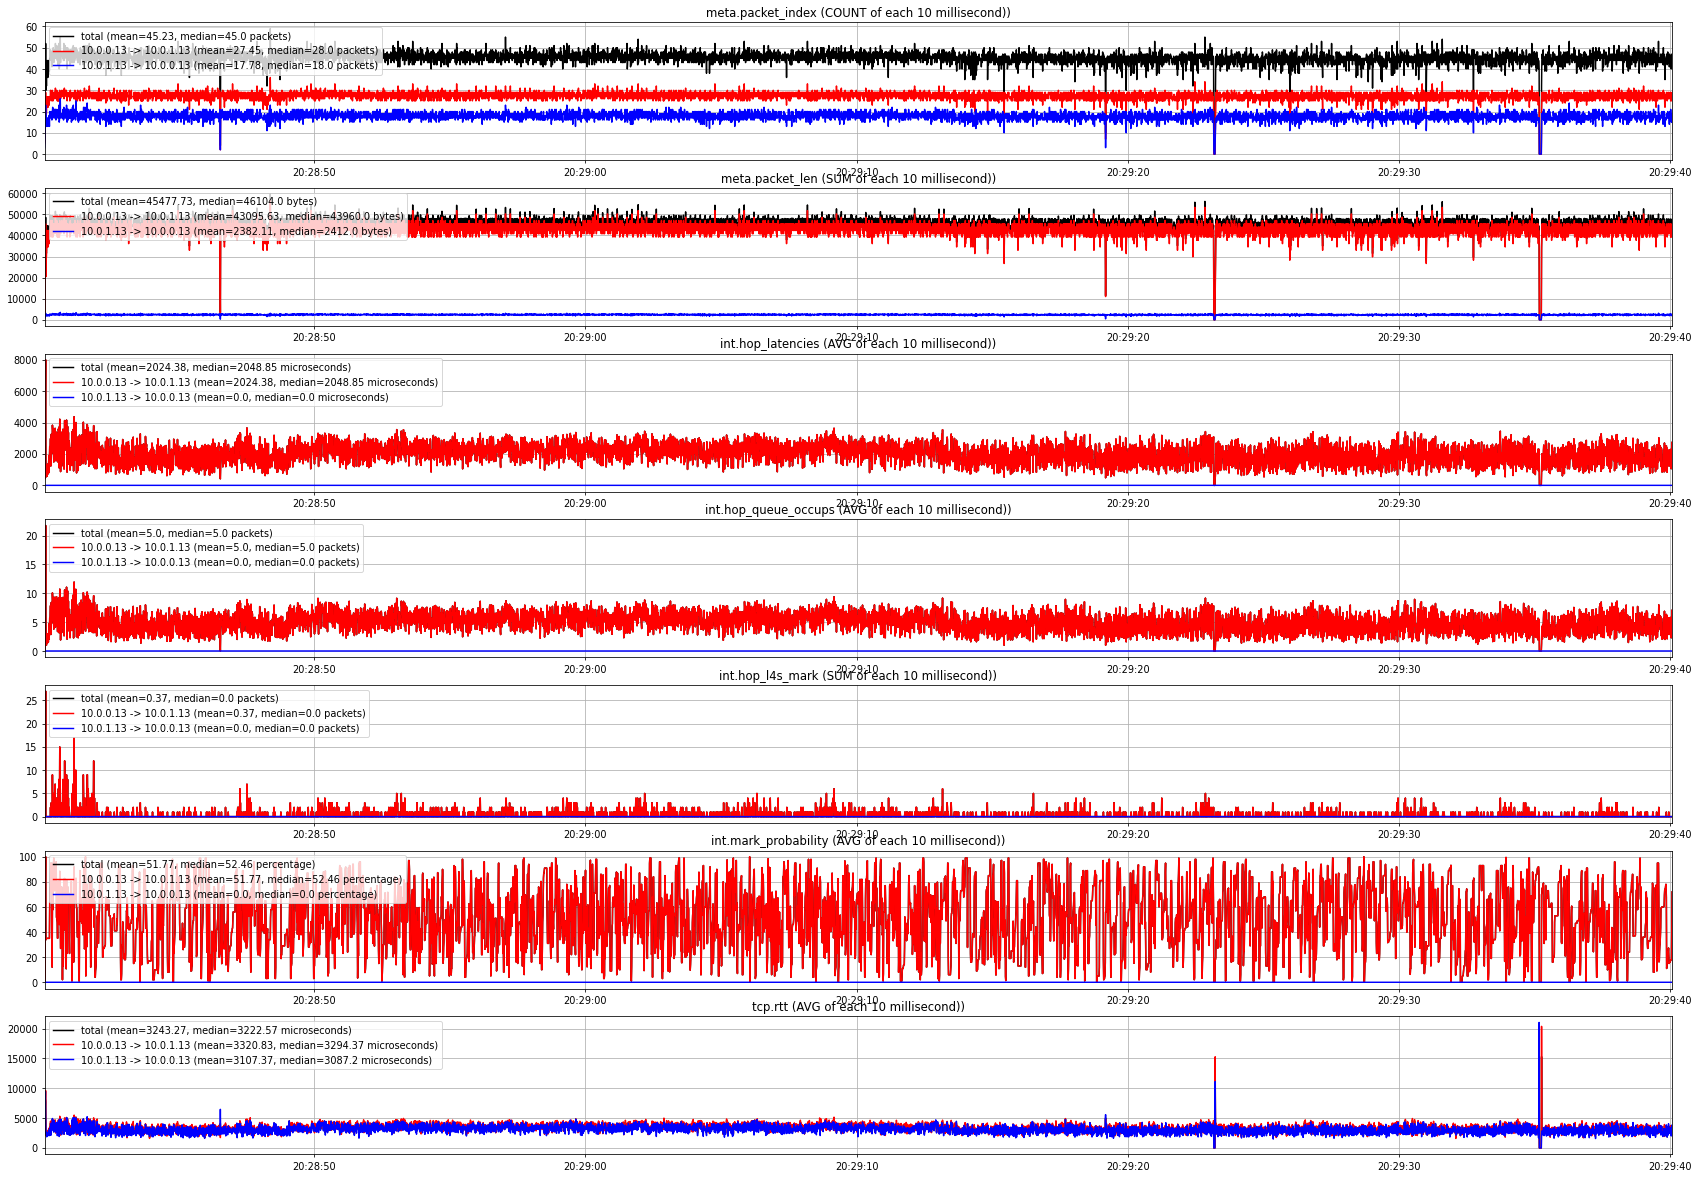 meta.packet_index (COUNT of each 10 millisecond))
60
50
40
30
20
10
0
total (mean=45.23, median=45.0 packets)
10.0.0.13 -> 10.0.1.13 (mean=27.45, median=28.0 packets)
10.0.1.13 -> 10.0.0.13 (mean=17.78, median=18.0 packets)
20:28:50 20:29:00 20:29:10 20:29:20 20:29:30 20:29:40
meta.packet_len (SUM of each 10 millisecond))
60000
50000
40000
30000
20000
10000
0
total (mean=45477.73, median=46104.0 bytes)
10.0.0.13 -> 10.0.1.13 (mean=43095.63, median=43960.0 bytes)
10.0.1.13 -> 10.0.0.13 (mean=2382.11, median=2412.0 bytes)
20:28:50 20:29:00 20:29:10 20:29:20 20:29:30 20:29:40
int.hop_latencies (AVG of each 10 millisecond))
8000
6000
4000
2000
0
total (mean=2024.38, median=2048.85 microseconds)
10.0.0.13 -> 10.0.1.13 (mean=2024.38, median=2048.85 microseconds)
10.0.1.13 -> 10.0.0.13 (mean=0.0, median=0.0 microseconds)
20:28:50 20:29:00 20:29:10 20:29:20 20:29:30 20:29:40
int.hop_queue_occups (AVG of each 10 millisecond))
20
15
10
5
0
total (mean=5.0, median=5.0 packets)
10.0.0.13 -> 10.0.1.13 (mean=5.0, median=5.0 packets)
10.0.1.13 -> 10.0.0.13 (mean=0.0, median=0.0 packets)
20:28:50 20:29:00 20:29:10 20:29:20 20:29:30 20:29:40
int.hop_l4s_mark (SUM of each 10 millisecond))
25
20
15
10
5
0
total (mean=0.37, median=0.0 packets)
10.0.0.13 -> 10.0.1.13 (mean=0.37, median=0.0 packets)
10.0.1.13 -> 10.0.0.13 (mean=0.0, median=0.0 packets)
20:28:50 20:29:00 20:29:10 20:29:20 20:29:30 20:29:40
int.mark_probability (AVG of each 10 millisecond))
100
80
60
40
20
0
total (mean=51.77, median=52.46 percentage)
10.0.0.13 -> 10.0.1.13 (mean=51.77, median=52.46 percentage)
10.0.1.13 -> 10.0.0.13 (mean=0.0, median=0.0 percentage)
20:28:50 20:29:00 20:29:10 20:29:20 20:29:30 20:29:40
tcp.rtt (AVG of each 10 millisecond))
20000
15000
10000
5000
0
total (mean=3243.27, median=3222.57 microseconds)
10.0.0.13 -> 10.0.1.13 (mean=3320.83, median=3294.37 microseconds)
10.0.1.13 -> 10.0.0.13 (mean=3107.37, median=3087.2 microseconds)
20:28:50 20:29:00 20:29:10 20:29:20 20:29:30 20:29:40